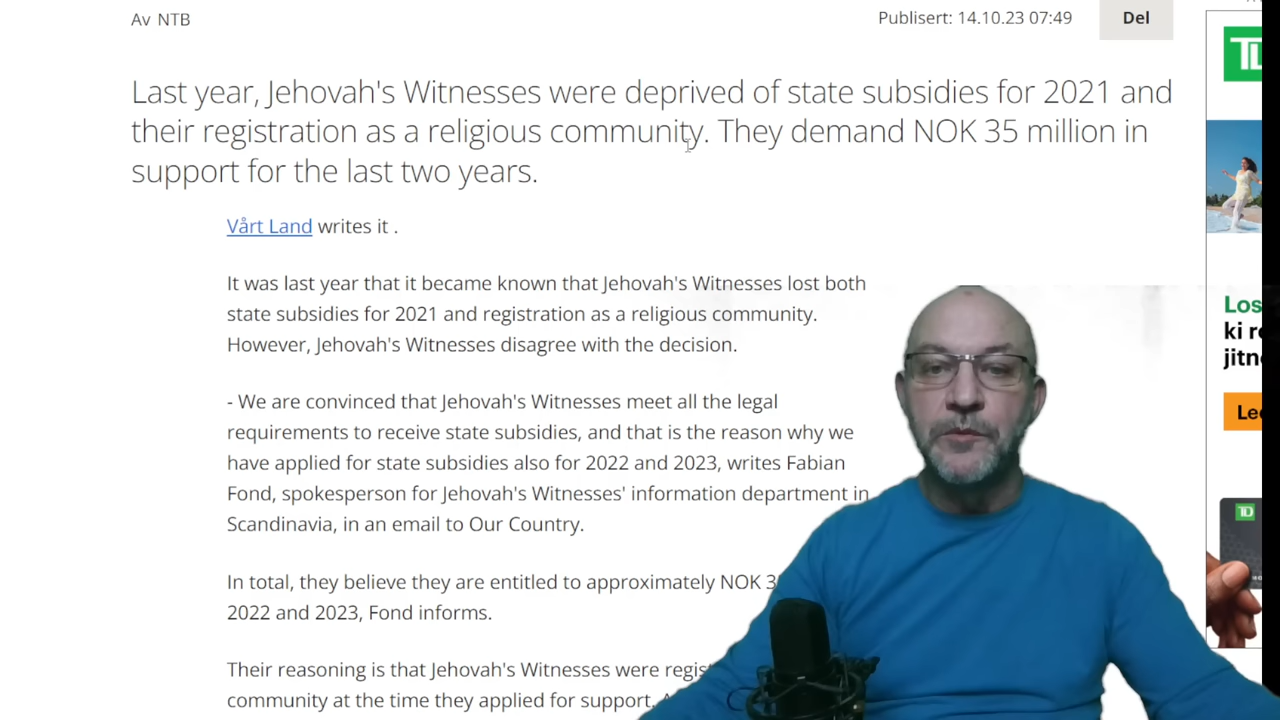 Av NTB
Publisert: 14.10.23 07:49
Del
Last year, Jehovah's Witnesses were deprived of state subsidies for 2021 and
their registration as a religious community. They demand NOK 35 million in
support for the last two years.
Vårt Land writes it .
It was last year that it became known that Jehovah's Witnesses lost both
state subsidies for 2021 and registration as a religious community.
However, Jehovah's Witnesses disagree with the decision.
- We are convinced that Jehovah's Witnesses meet all the legal
requirements to receive state subsidies, and that is the reason why we
have applied for state subsidies also for 2022 and 2023, writes Fabian
Fond, spokesperson for Jehovah's Witnesses' information department in
Scandinavia, in an email to Our Country.
In total, they believe they are entitled to approximately NOK
2022 and 2023, Fond informs.
Their reasoning is that Jehovah's Witnesses were
community at the time they applied for support.
TD
Los
ki
jitn
TD